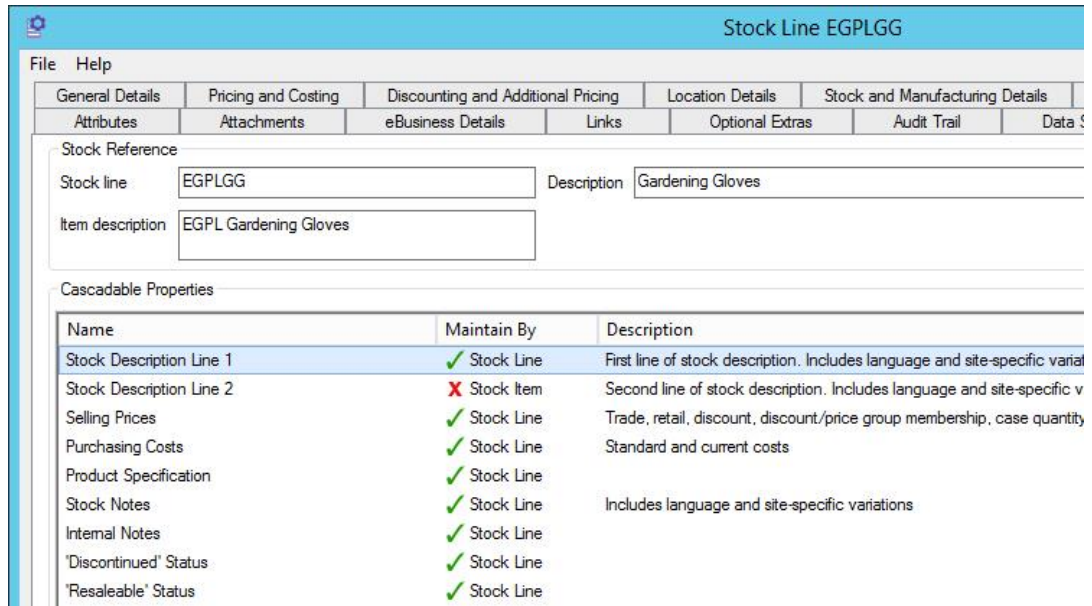 Stock Line EGPLGG
File Help
General Details Pricing and Costing Discounting and Additional Pricing Location Details Stock and Manufacturing Details
Attributes Attachments eBusiness Details Links Optional Extras Audit Trail Data
Stock Reference
Stock line EGPLGG Description Gardening Gloves
Item description EGPL Gardening Gloves
Cascadable Properties
Name Maintain By Description
Stock Description Line 1 Stock Line First line of stock description. Includes language and site-specific
Stock Description Line 2 Stock Item Second line of stock description. Includes language and site-specific
Selling Prices Stock Line Trade, retail, discount, discount/price group membership, case quantity
Purchasing Costs Stock Line Standard and current costs
Product Specification Stock Line
Stock Notes Stock Line Includes language and site-specific variations
Internal Notes Stock Line
'Discontinued' Status Stock Line
'Resaleable' Status Stock Line